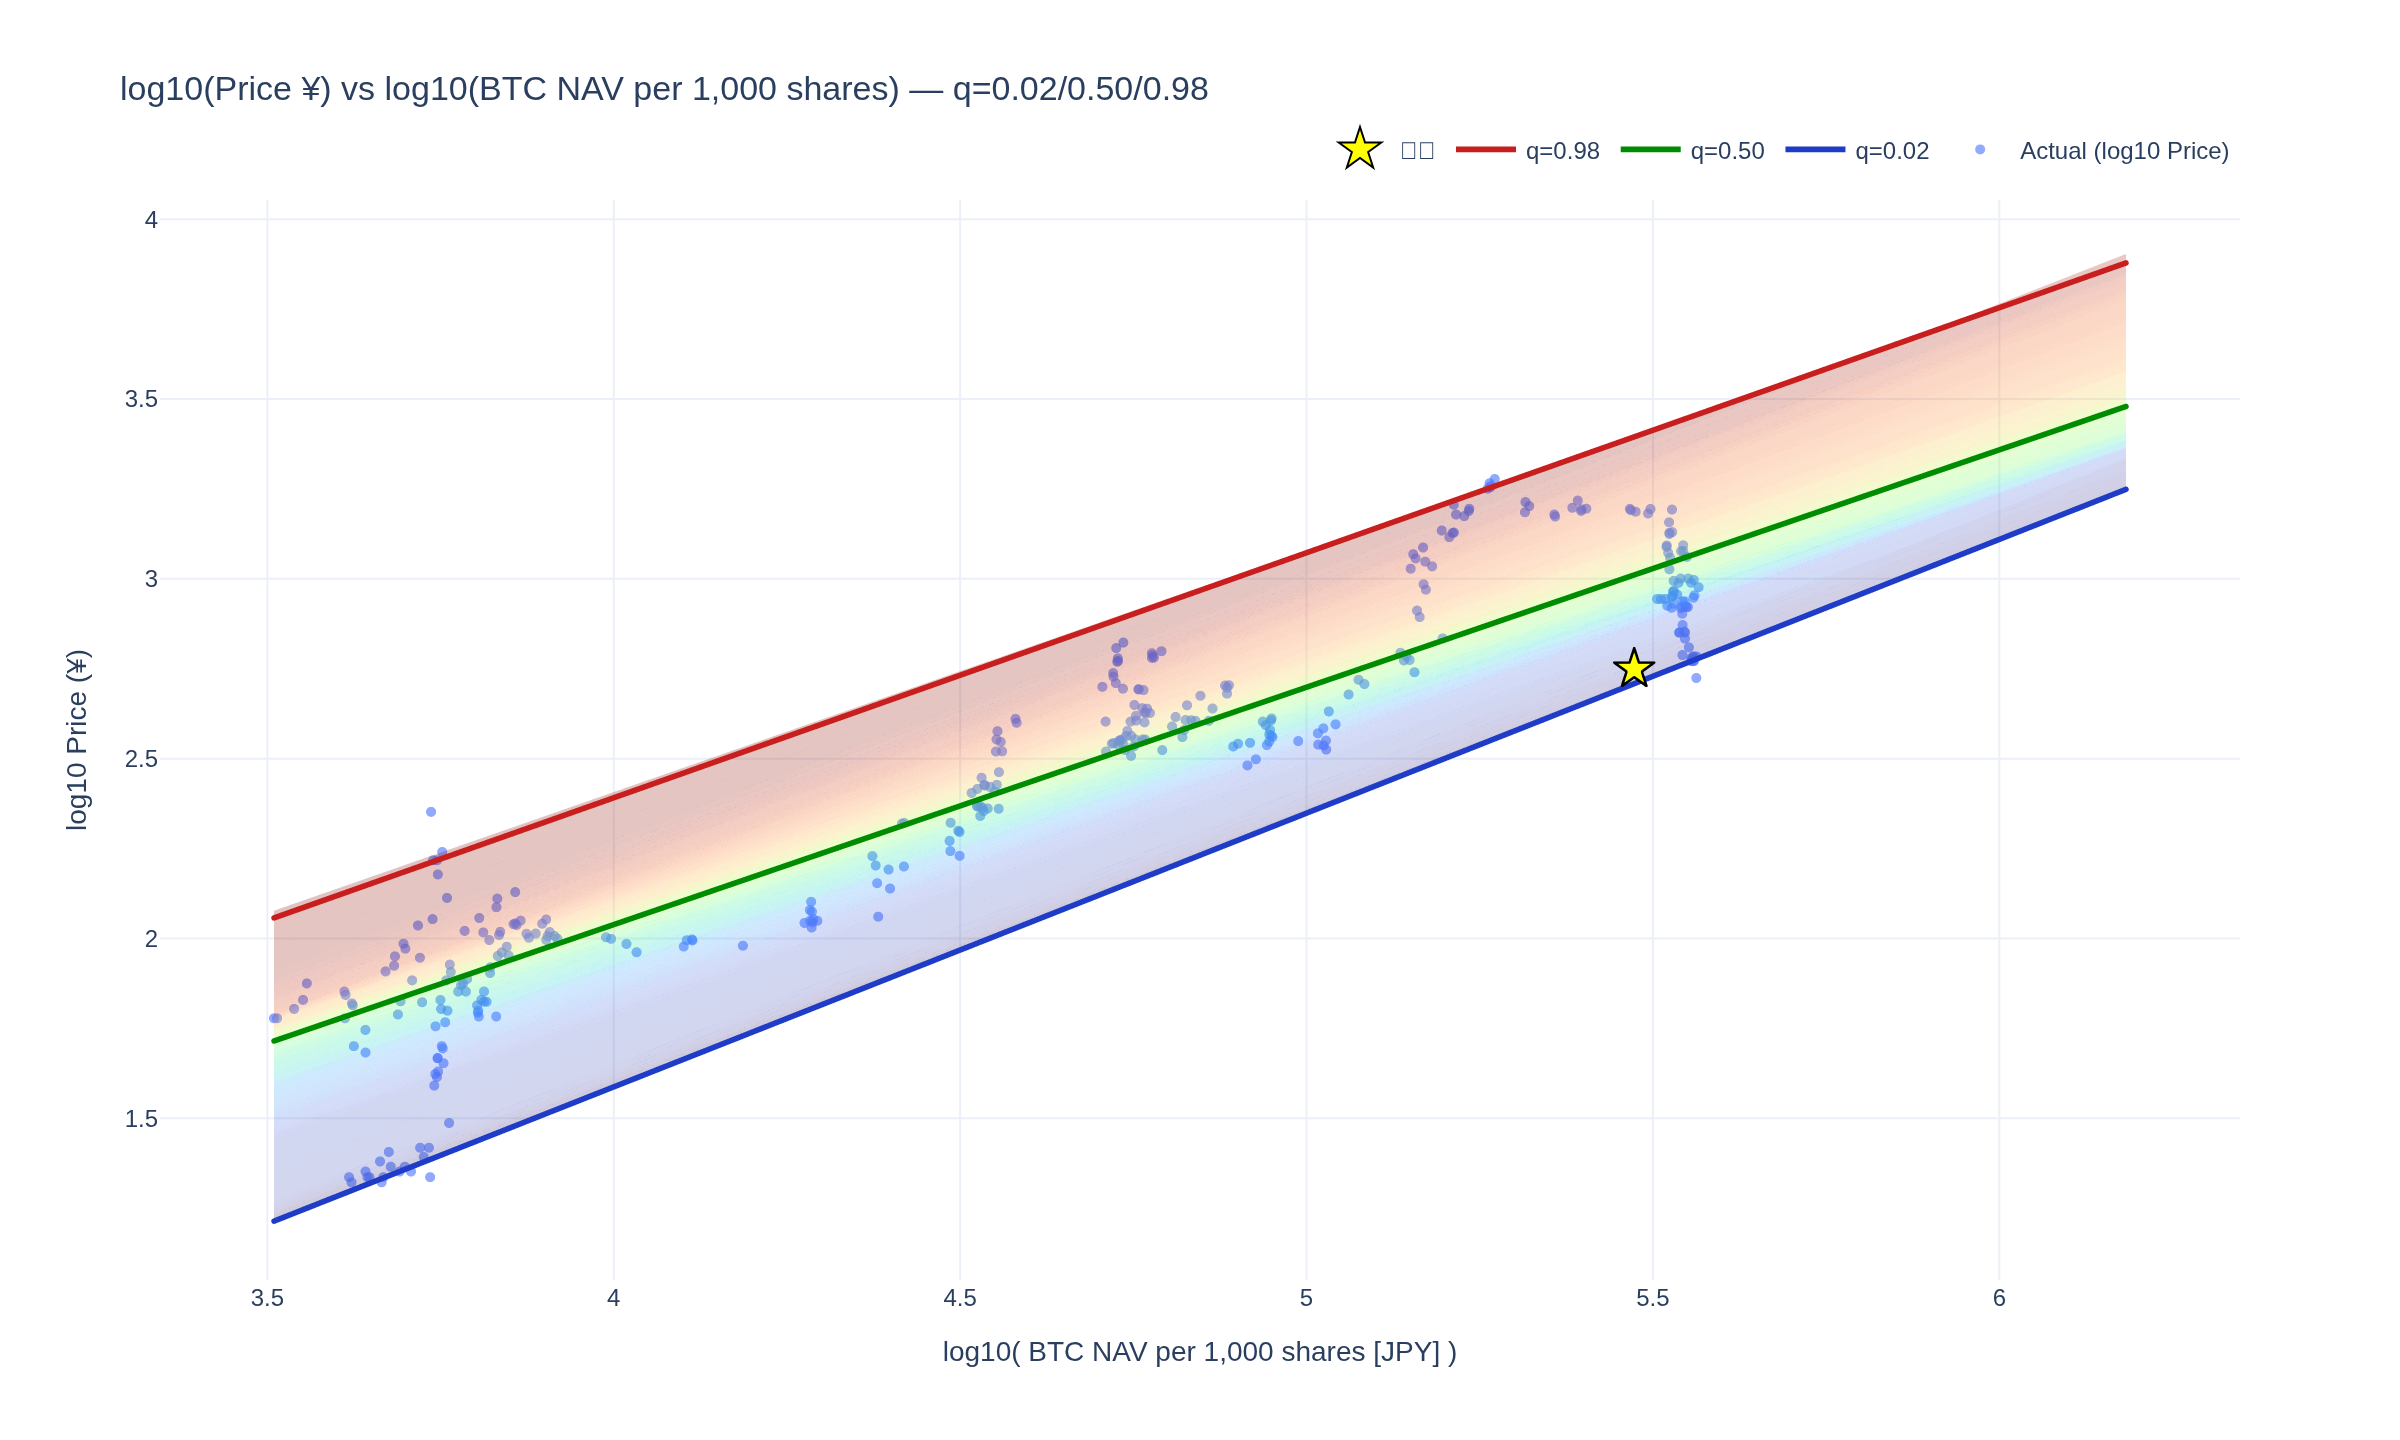 log10(Price ¥) vs log10(BTC NAV per 1,000 shares) — q=0.02/0.50/0.98
q=0.98 q=0.50 q=0.02 Actual (log10 Price)
4
3.5
3
2.5
2
1.5
log10 Price (¥)
3.5 4 4.5 5 5.5 6
log10( BTC NAV per 1,000 shares [JPY] )